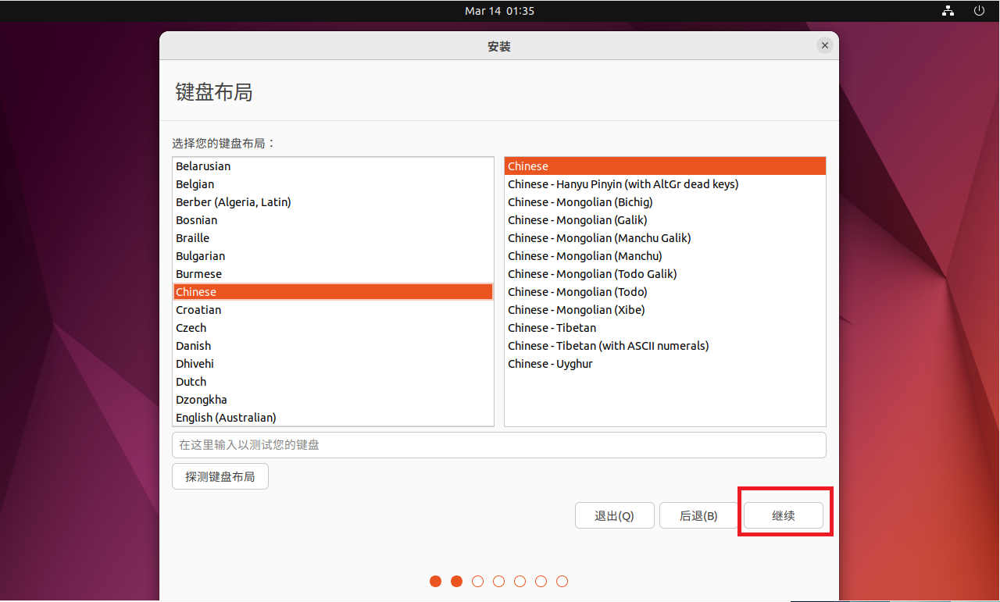 Mar 14 01:35
安装
键盘布局
选择您的键盘布局：
Belarusian
Belgian
Berber (Algeria, Latin)
Bosnian
Braille
Bulgarian
Burmese
Chinese
Croatian
Czech
Danish
Dhivehi
Dutch
Dzongkha
English (Australian)
Chinese
Chinese - Hanyu Pinyin (with AltGr dead keys)
Chinese - Mongolian (Bichig)
Chinese - Mongolian (Galik)
Chinese - Mongolian (Manchu Galik)
Chinese - Mongolian (Manchu)
Chinese - Mongolian (Todo Galik)
Chinese - Mongolian (Todo)
Chinese - Mongolian (Xibe)
Chinese - Tibetan
Chinese - Tibetan (with ASCII numerals)
Chinese - Uyghur
在这里输入以测试您的键盘
探测键盘布局
退出(Q) 后退(B) 继续